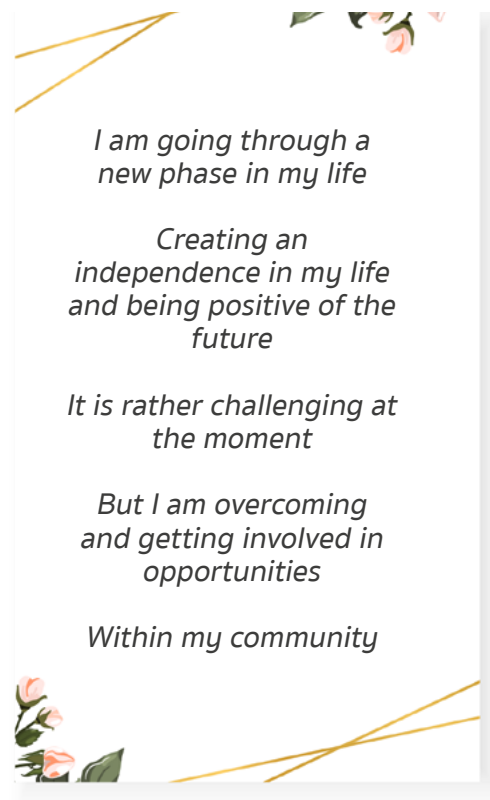 I am going through a
new phase in my life
Creating an
independence in my life
and being positive of the
future
It is rather challenging at
the moment
But I am overcoming
and getting involved in
opportunities
Within my community